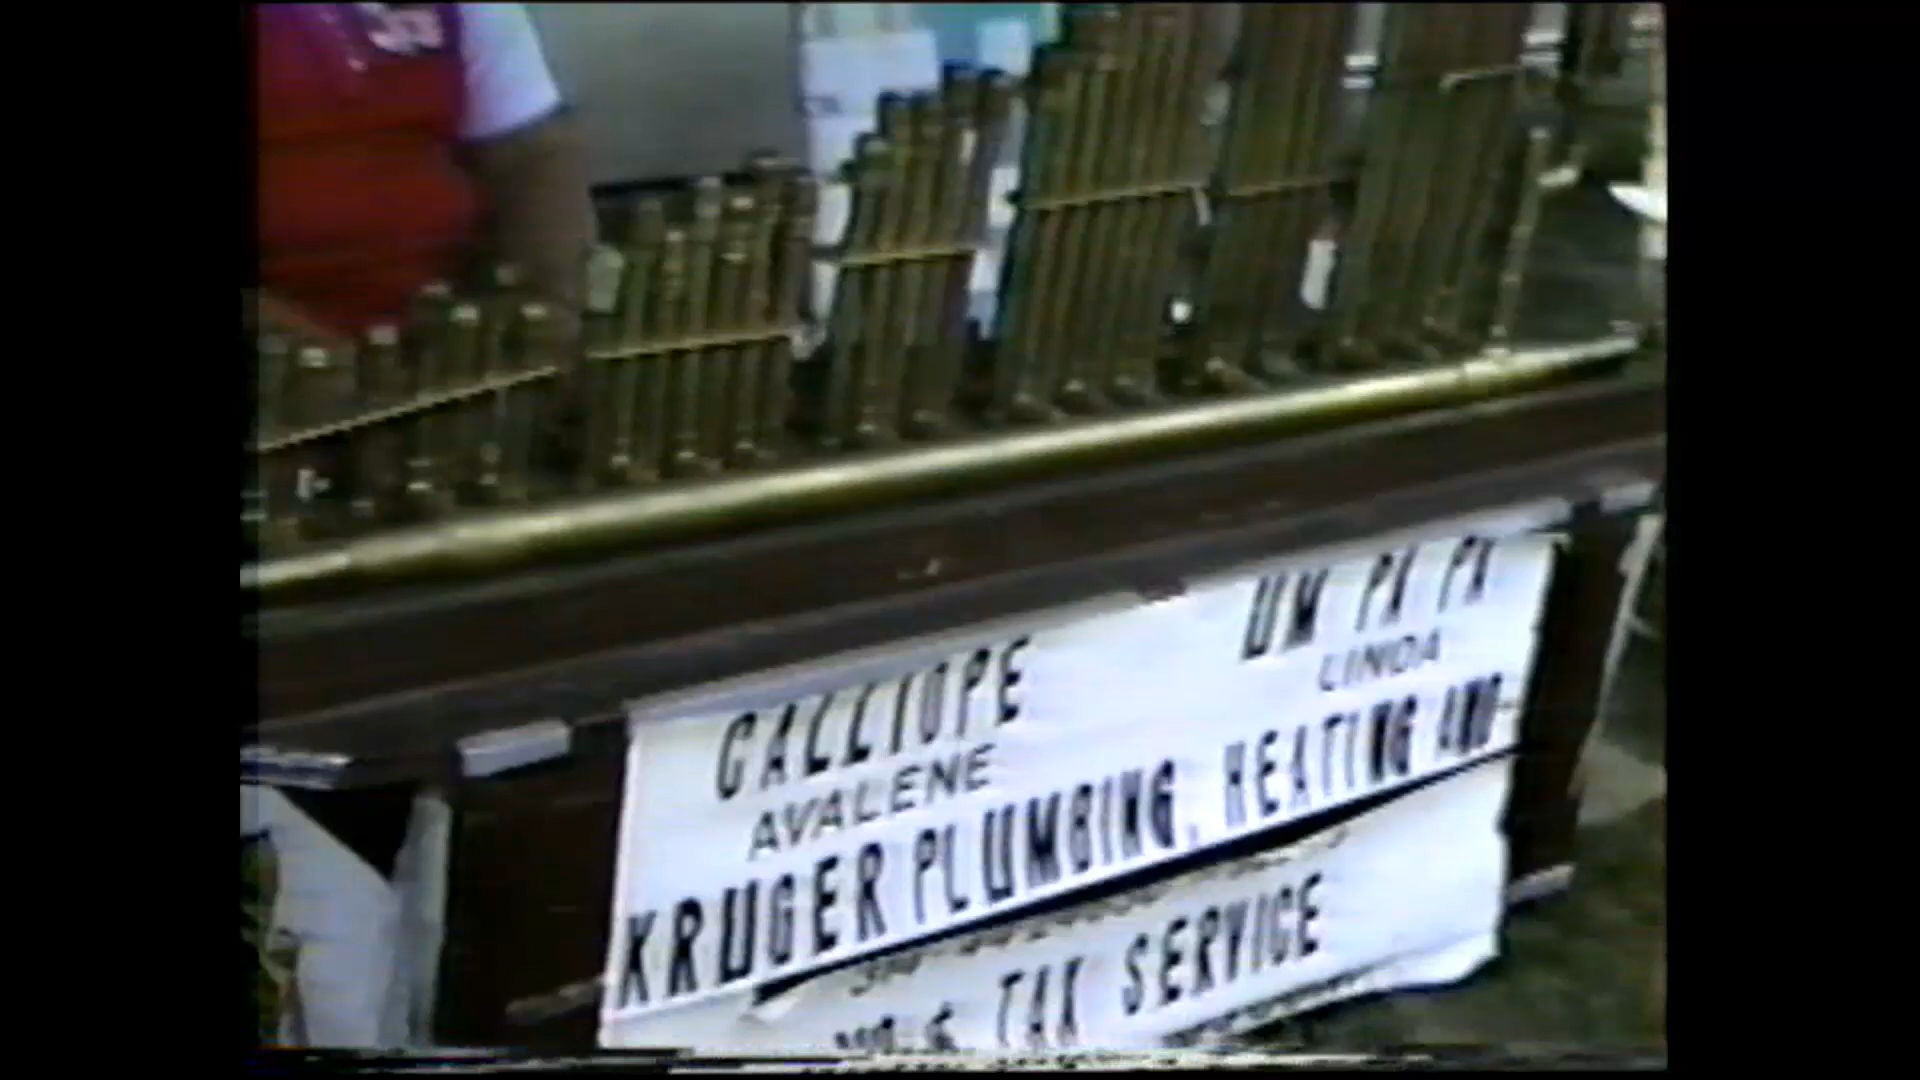 CALLIOPE UM PA PA
AVALENE LINDA
KRUGER PLUMBING, HEATING AND
& TAX SERVICE